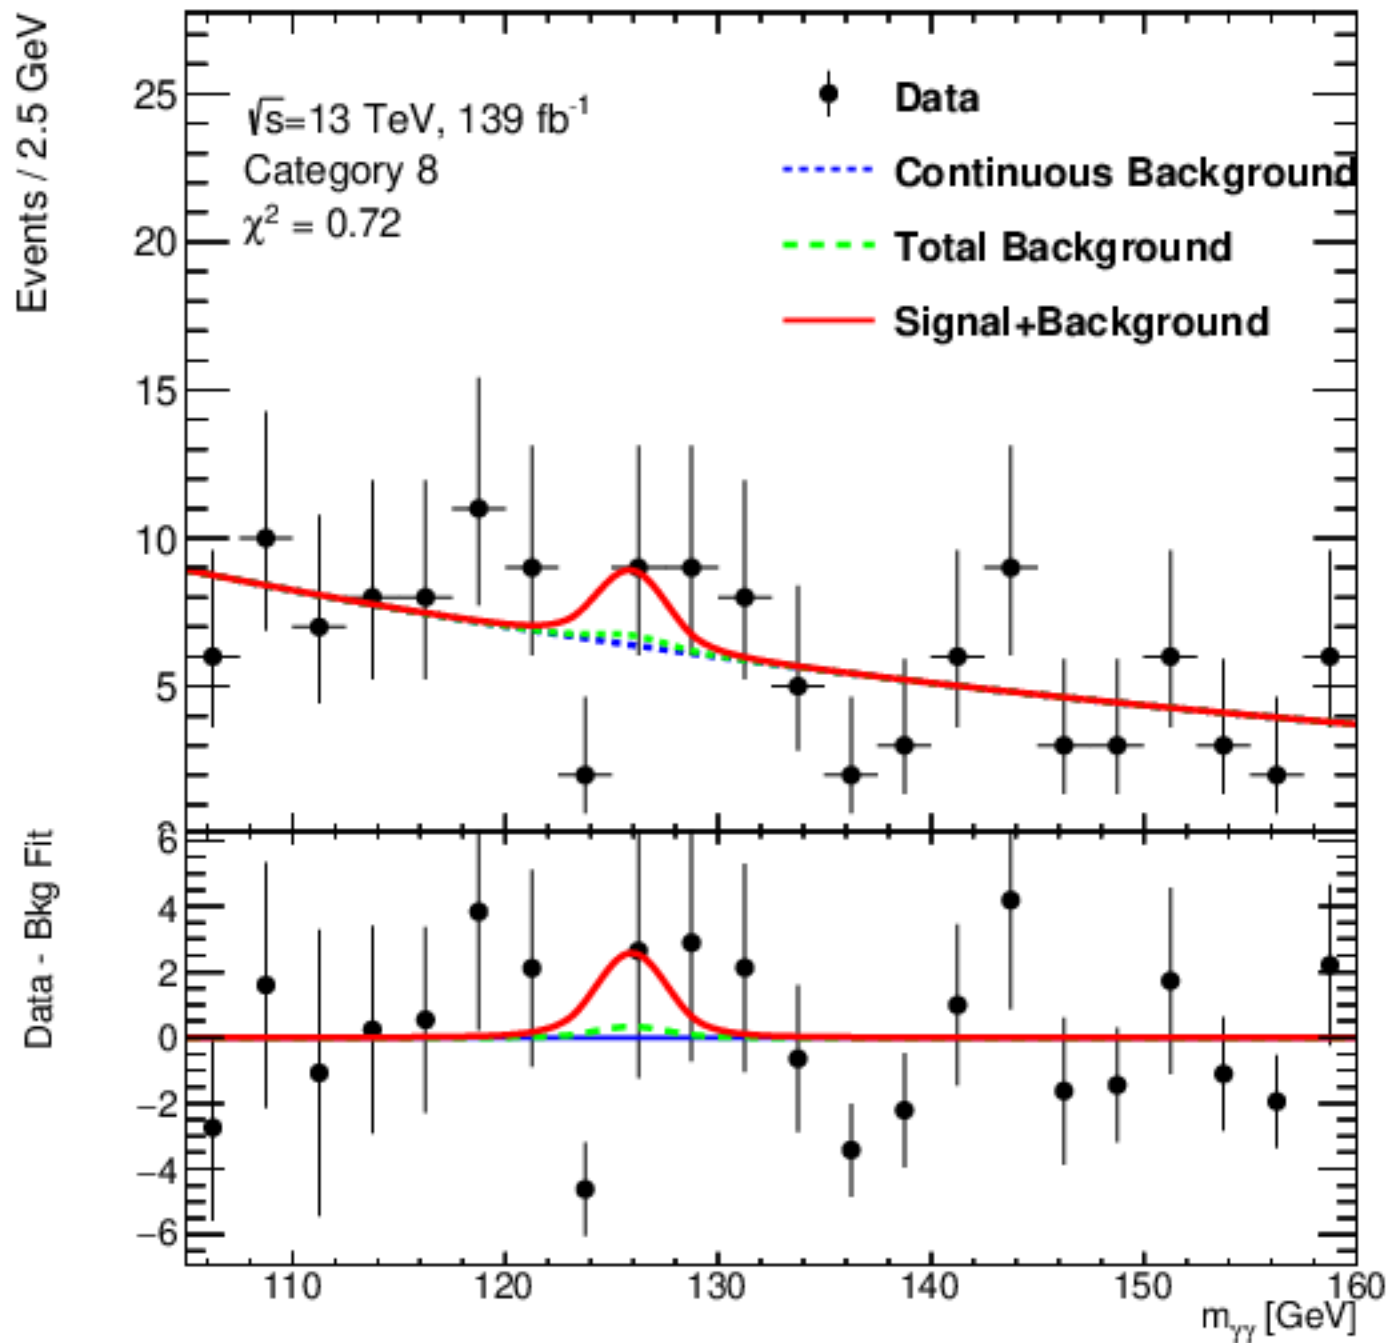 Events / 2.5 GeV
25
20
15
10
5
0
√s=13 TeV, 139 fb⁻¹
Category 8
χ² = 0.72
Data
Continuous Background
Total Background
Signal+Background
Data - Bkg Fit
6
4
2
0
−2
−4
−6
110 120 130 140 150 160
mγγ [GeV]